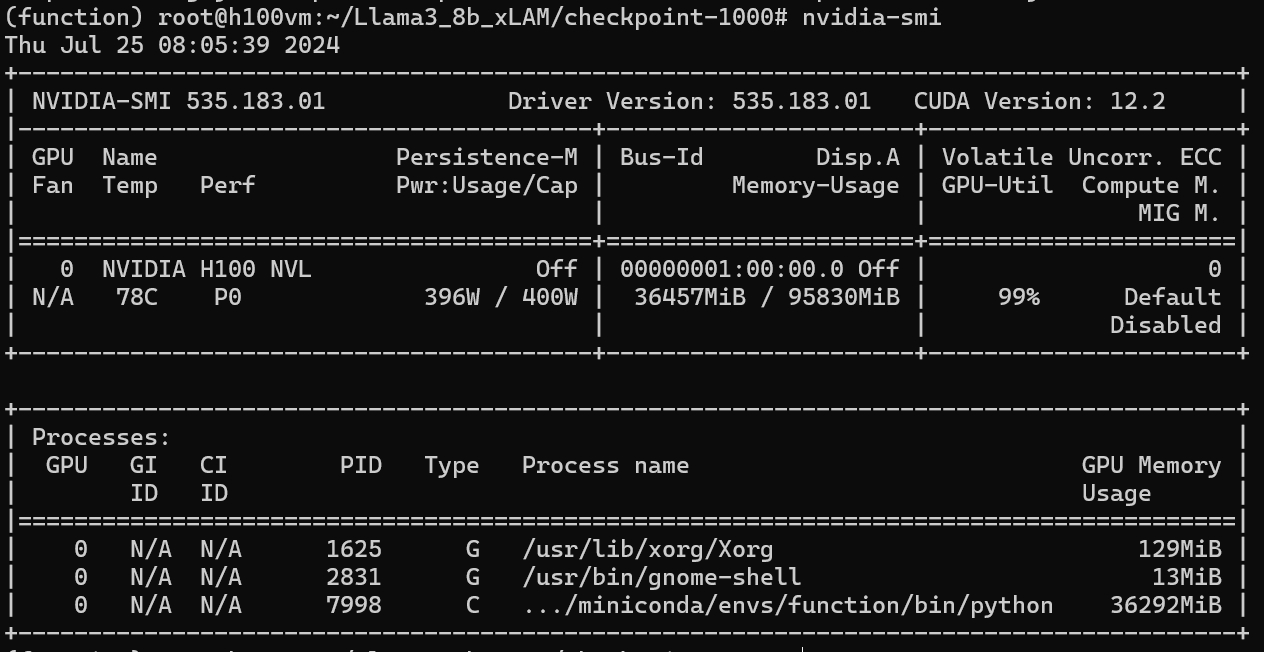 (function) root@h100vm:~/Llama3_8b_xLAM/checkpoint-1000# nvidia-smi
Thu Jul 25 08:05:39 2024
+---------------------------------------------------------------------------------------+
| NVIDIA-SMI 535.183.01             Driver Version: 535.183.01   CUDA Version: 12.2     |
|-----------------------------------------+----------------------+----------------------+
| GPU  Name                 Persistence-M | Bus-Id        Disp.A | Volatile Uncorr. ECC |
| Fan  Temp   Perf          Pwr:Usage/Cap |         Memory-Usage | GPU-Util  Compute M. |
|                                         |                      |               MIG M. |
|=========================================+======================+======================|
|   0  NVIDIA H100 NVL                Off | 00000001:00:00.0 Off |                    0 |
| N/A   78C    P0             396W / 400W |  36457MiB / 95830MiB |     99%      Default |
|                                         |                      |             Disabled |
+-----------------------------------------+----------------------+----------------------+

+---------------------------------------------------------------------------------------+
| Processes:                                                                            |
|  GPU   GI   CI        PID   Type   Process name                            GPU Memory |
|        ID   ID                                                             Usage      |
|=======================================================================================|
|    0   N/A  N/A      1625      G   /usr/lib/xorg/Xorg                          129MiB |
|    0   N/A  N/A      2831      G   /usr/bin/gnome-shell                         13MiB |
|    0   N/A  N/A      7998      C   .../miniconda/envs/function/bin/python    36292MiB |
+---------------------------------------------------------------------------------------+